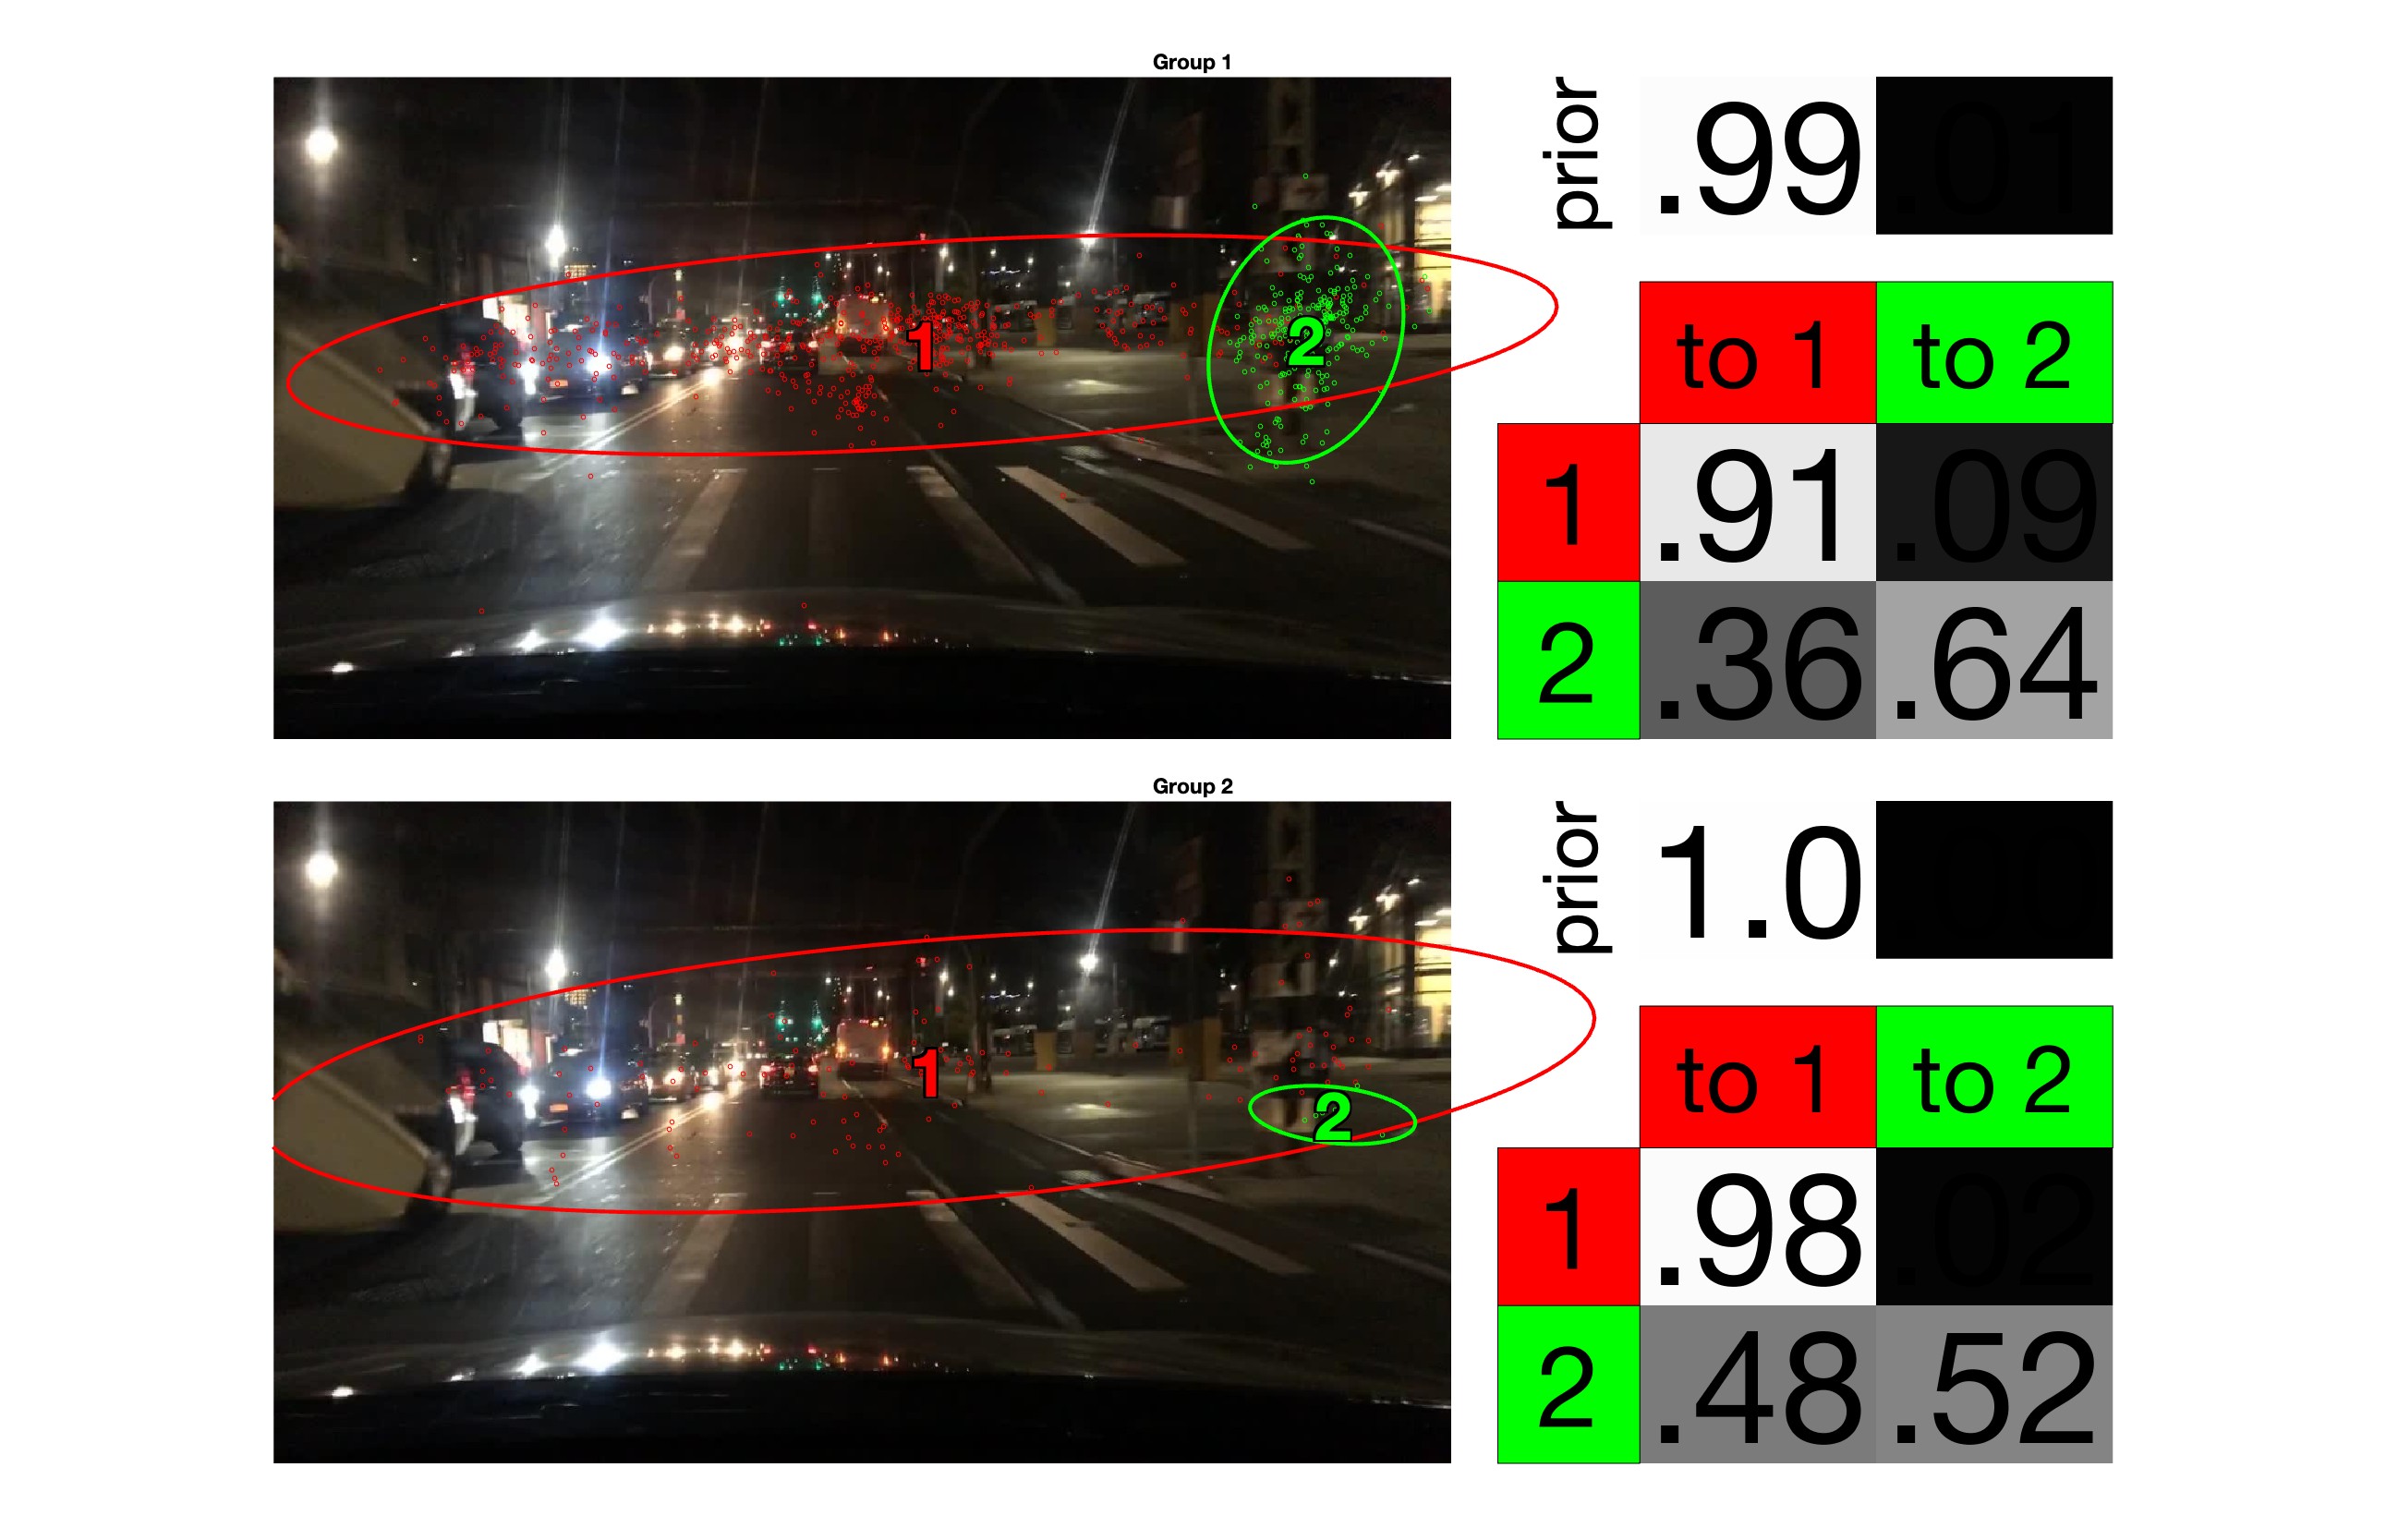 Group 1
1
2
prior
.99 .01
to 1 to 2
1 .91 .09
2 .36 .64
Group 2
1
2
prior
1.0
to 1 to 2
1 .98 .02
2 .48 .52